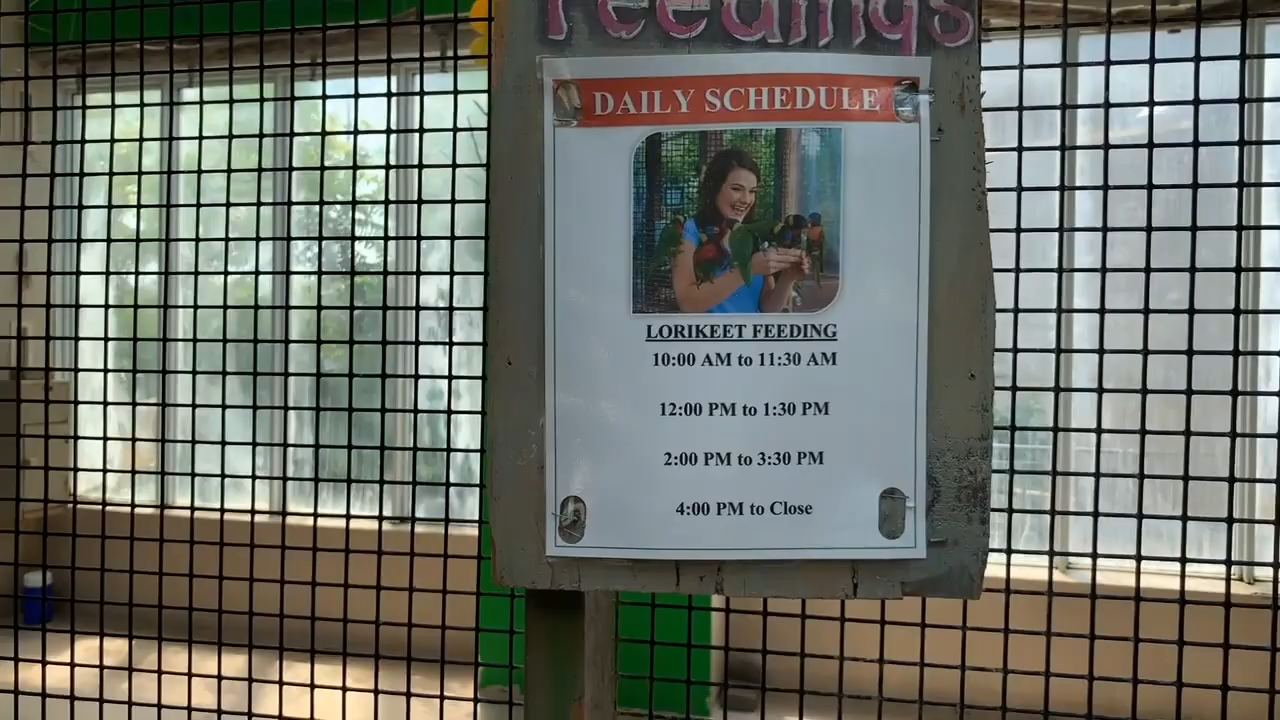 Feedings
DAILY SCHEDULE
LORIKEET FEEDING
10:00 AM to 11:30 AM
12:00 PM to 1:30 PM
2:00 PM to 3:30 PM
4:00 PM to Close